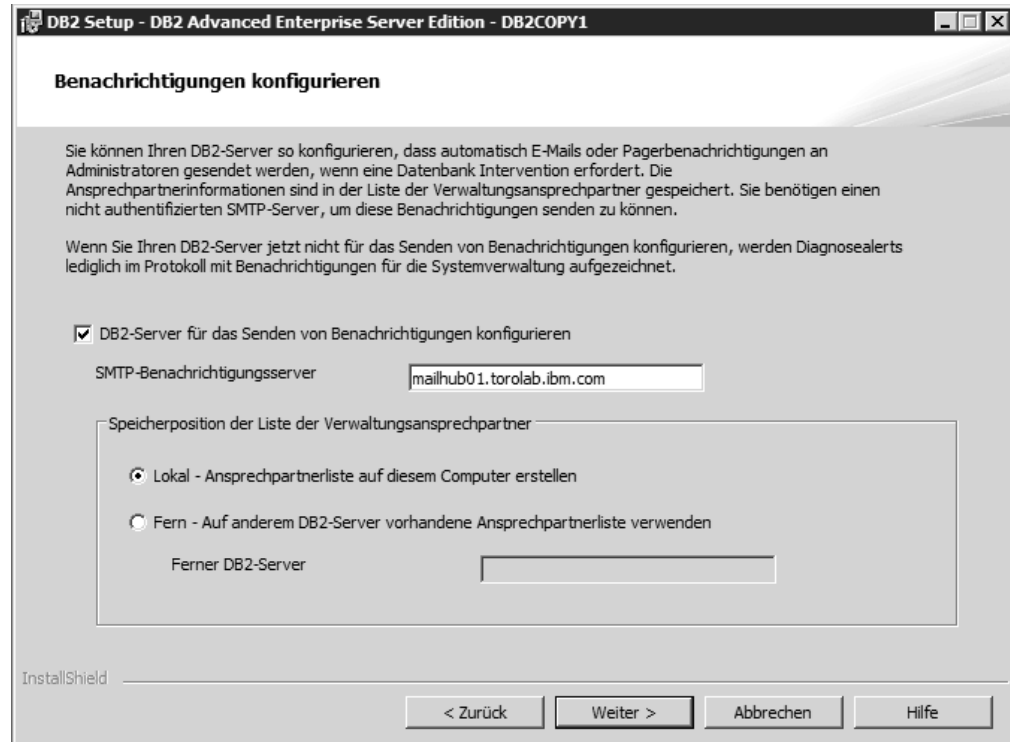 DB2 Setup - DB2 Advanced Enterprise Server Edition - DB2COPY1
Benachrichtigungen konfigurieren
Sie können Ihren DB2-Server so konfigurieren, dass automatisch E-Mails oder Pagerbenachrichtigungen an
Administratoren gesendet werden, wenn eine Datenbank Intervention erfordert. Die
Ansprechpartnerinformationen sind in der Liste der Verwaltungsansprechpartner gespeichert. Sie benötigen einen
nicht authentifizierten SMTP-Server, um diese Benachrichtigungen senden zu können.
Wenn Sie Ihren DB2-Server jetzt nicht für das Senden von Benachrichtigungen konfigurieren, werden Diagnosealerts
lediglich im Protokoll mit Benachrichtigungen für die Systemverwaltung aufgezeichnet.
DB2-Server für das Senden von Benachrichtigungen konfigurieren
SMTP-Benachrichtigungsserver mailhub01.torolab.ibm.com
Speicherposition der Liste der Verwaltungsansprechpartner
Lokal - Ansprechpartnerliste auf diesem Computer erstellen
Fern - Auf anderem DB2-Server vorhandene Ansprechpartnerliste verwenden
Ferner DB2-Server
InstallShield
< Zurück Weiter > Abbrechen Hilfe